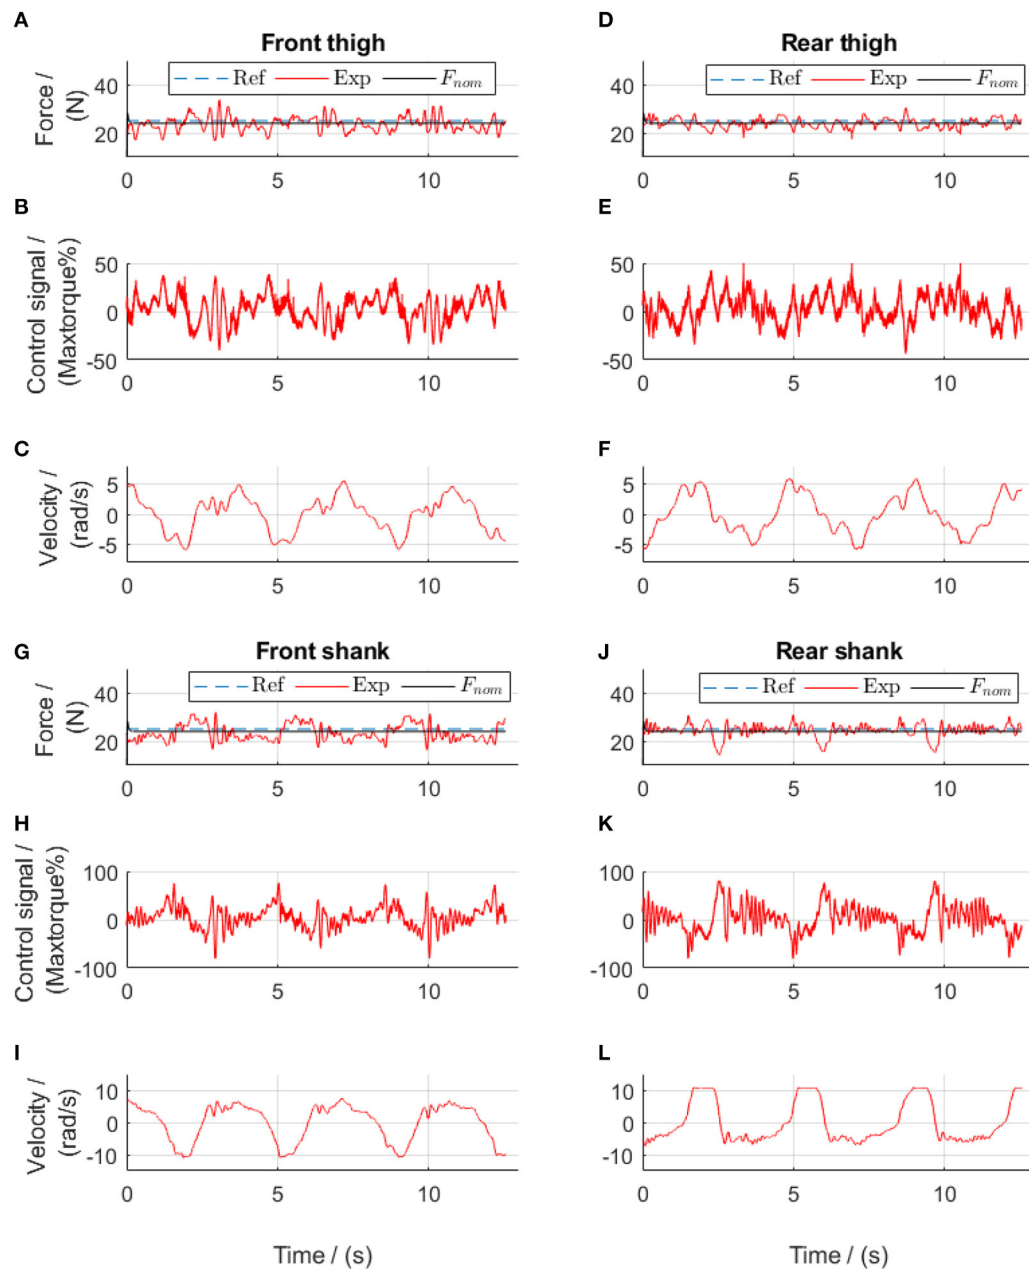 A
Front thigh
Ref Exp F_nom
Force /
(N)
40
20
0 5 10
B
Control signal /
(Maxtorque%)
50
0
-50
0 5 10
C
Velocity /
(rad/s)
5
0
-5
0 5 10
D
Rear thigh
Ref Exp F_nom
40
20
0 5 10
E
50
0
-50
0 5 10
F
5
0
-5
0 5 10
G
Front shank
Ref Exp F_nom
Force /
(N)
40
20
0 5 10
H
Control signal /
(Maxtorque%)
100
0
-100
0 5 10
I
Velocity /
(rad/s)
10
0
-10
0 5 10
Time / (s)
J
Rear shank
Ref Exp F_nom
40
20
0 5 10
K
100
0
-100
0 5 10
L
10
0
-10
0 5 10
Time / (s)